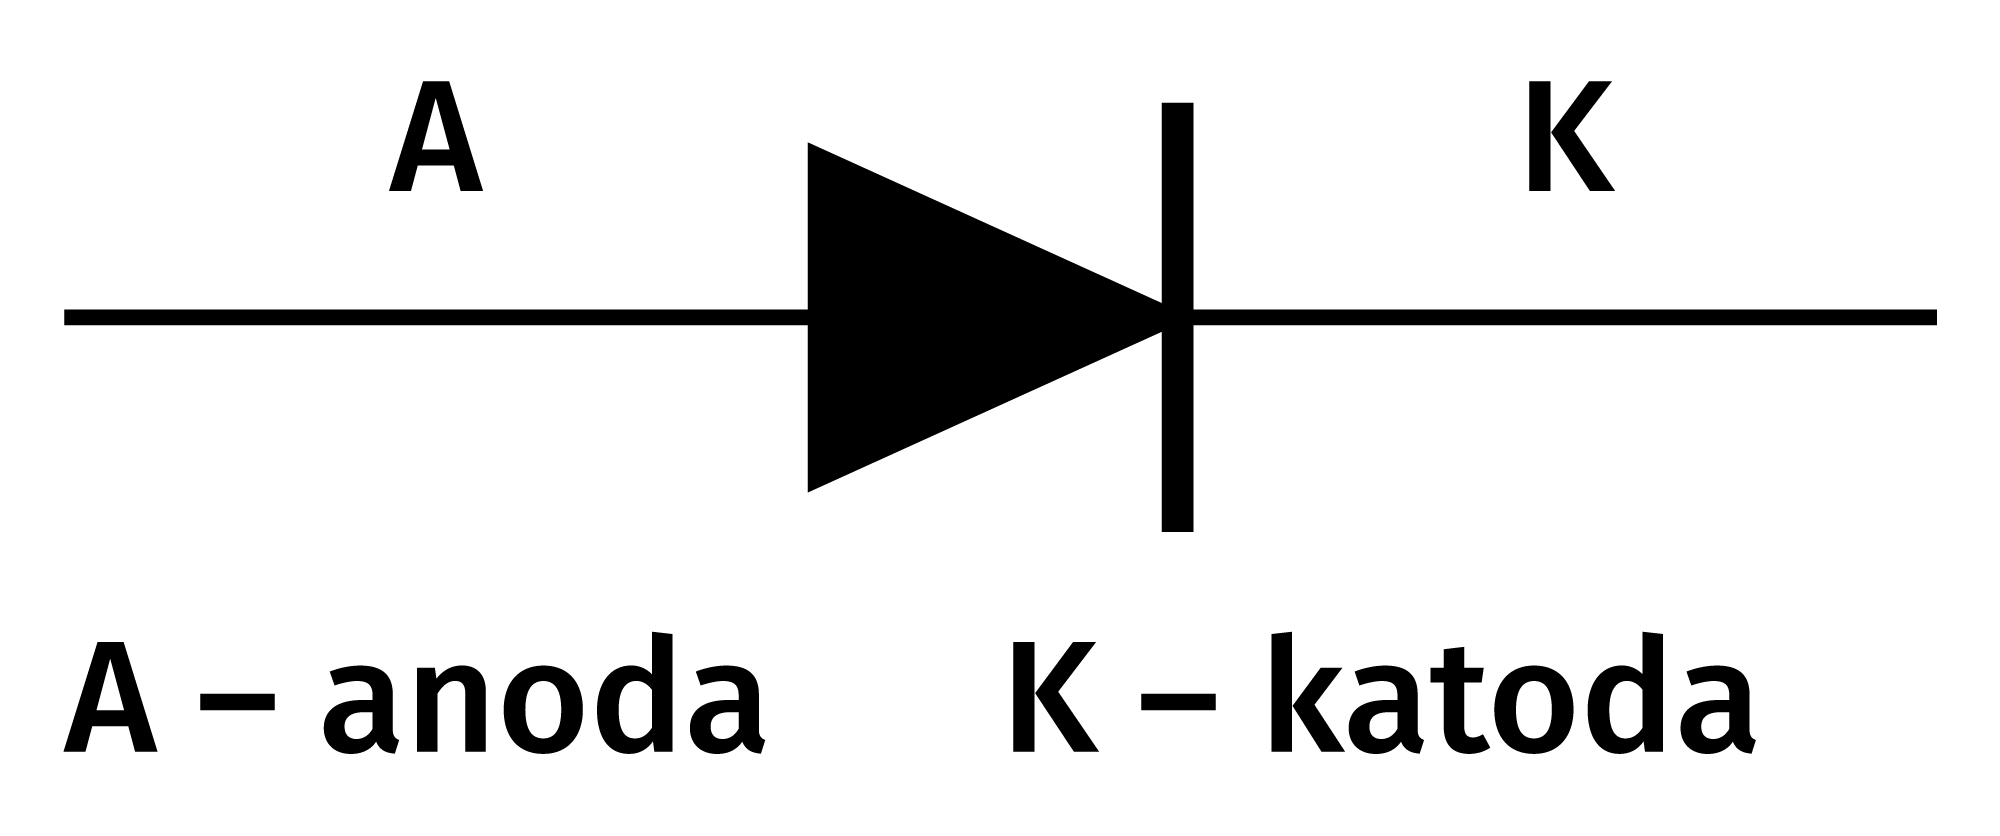 A K
A – anoda K – katoda